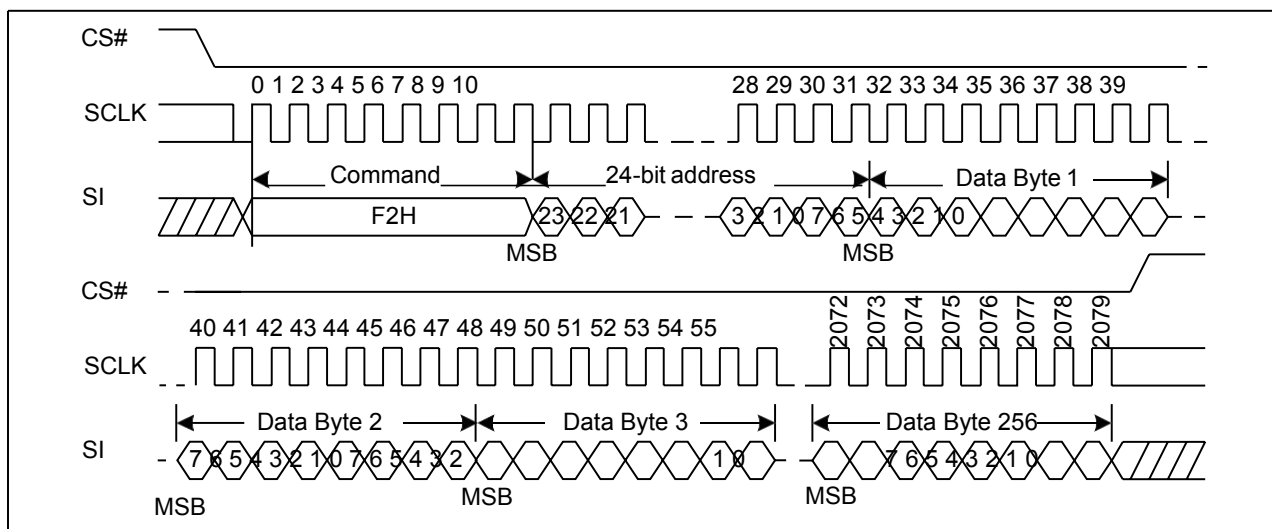 CS#
0 1 2 3 4 5 6 7 8 9 10 28 29 30 31 32 33 34 35 36 37 38 39
SCLK
Command 24-bit address Data Byte 1
SI
F2H 23 22 21 3 2 1 0 7 6 5 4 3 2 1 0
MSB MSB
CS#
40 41 42 43 44 45 46 47 48 49 50 51 52 53 54 55 2072 2073 2074 2075 2076 2077 2078 2079
SCLK
Data Byte 2 Data Byte 3 Data Byte 256
SI
7 6 5 4 3 2 1 0 7 6 5 4 3 2 1 0 7 6 5 4 3 2 1 0
MSB MSB MSB